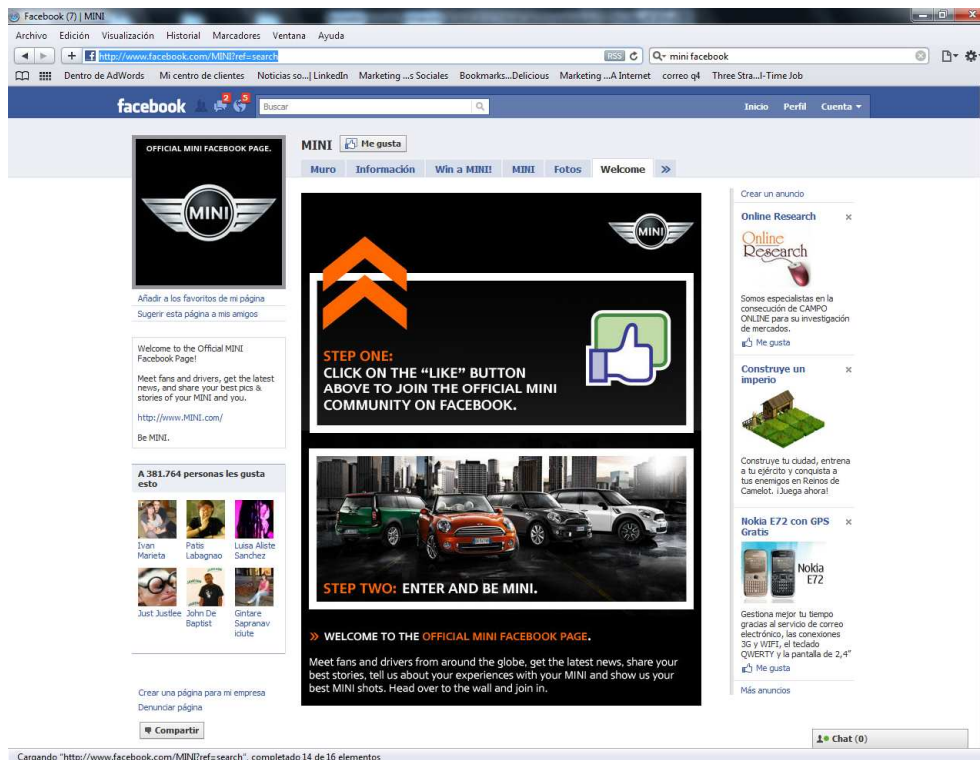 Facebook (7) | MINI
Archivo Edición Visualización Historial Marcadores Ventana Ayuda
http://www.facebook.com/MINI?ref=search
RSS
mini facebook
Dentro de AdWords Mi centro de clientes Noticias so...| LinkedIn Marketing ...s Sociales Bookmarks...Delicious Marketing ...A Internet correo q4 Three Stra...l-Time Job
facebook 2 5 Buscar Inicio Perfil Cuenta
OFFICIAL MINI FACEBOOK PAGE.
MINI
Añadir a los favoritos de mi página
Sugerir esta página a mis amigos
Welcome to the Official MINI
Facebook Page!
Meet fans and drivers, get the latest
news, and share your best pics &
stories of your MINI and you.
http://www.MINI.com/
Be MINI.
A 381.764 personas les gusta
esto
Ivan
Marieta
Patis
Labagnao
Luisa Aliste
Sanchez
Just Justlee
John De
Baptist
Gintare
Sapranav
iciute
Crear una página para mi empresa
Denunciar página
Compartir
MINI Me gusta
Muro Información Win a MINI! MINI Fotos Welcome »
MINI
STEP ONE:
CLICK ON THE “LIKE” BUTTON
ABOVE TO JOIN THE OFFICIAL MINI
COMMUNITY ON FACEBOOK.
STEP TWO: ENTER AND BE MINI.
» WELCOME TO THE OFFICIAL MINI FACEBOOK PAGE.
Meet fans and drivers from around the globe, get the latest news, share your
best stories, tell us about your experiences with your MINI and show us your
best MINI shots. Head over to the wall and join in.
Crear un anuncio
Online Research ×
Online
Research
Somos especialistas en la
consecución de CAMPO
ONLINE para su investigación
de mercados.
Me gusta
Construye un ×
imperio
Construye tu ciudad, entrena
a tu ejército y conquista a
tus enemigos en Reinos de
Camelot. ¡Juega ahora!
Nokia E72 con GPS ×
Gratis
Nokia
E72
Gestiona mejor tu tiempo
gracias al servicio de correo
electrónico, las conexiones
3G y WIFI, el teclado
QWERTY y la pantalla de 2,4"
Me gusta
Más anuncios
Chat (0)
Cargando "http://www.facebook.com/MINI?ref=search", completado 14 de 16 elementos